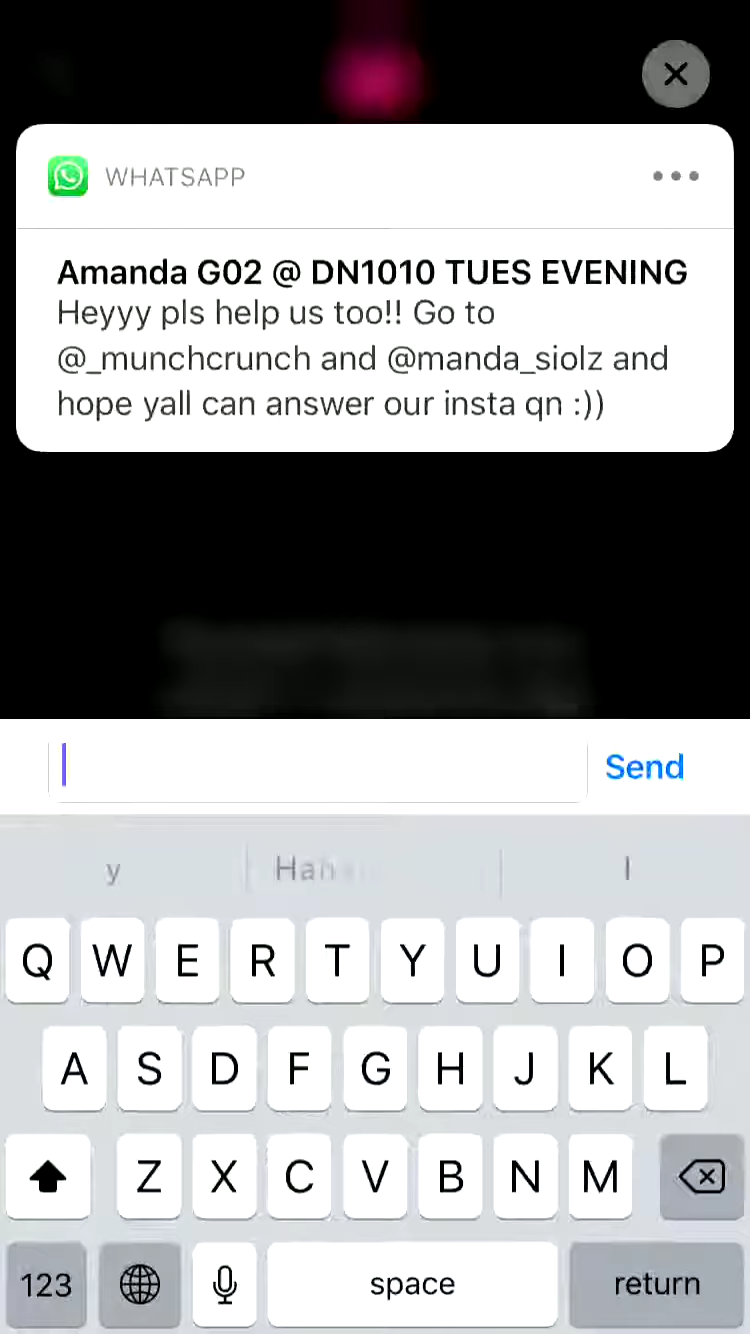 WHATSAPP
Amanda G02 @ DN1010 TUES EVENING
Heyyy pls help us too!! Go to
@_munchcrunch and @manda_siolz and
hope yall can answer our insta qn :))
Send
y I
Q W E R T Y U I O P
A S D F G H J K L
Z X C V B N M
123 space return